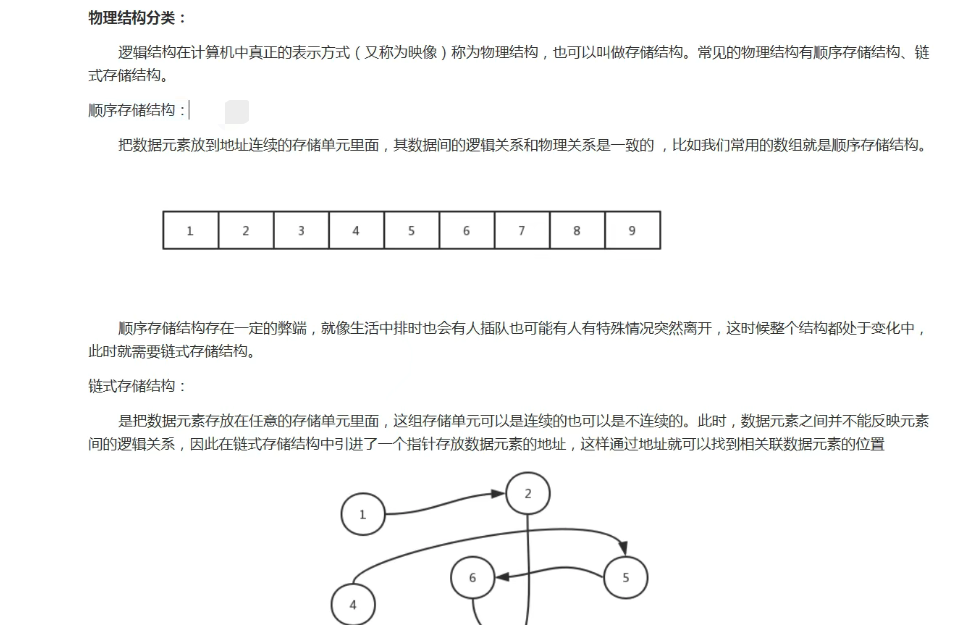 物理结构分类：
逻辑结构在计算机中真正的表示方式（又称为映像）称为物理结构，也可以叫做存储结构。常见的物理结构有顺序存储结构、链
式存储结构。
顺序存储结构：
把数据元素放到地址连续的存储单元里面，其数据间的逻辑关系和物理关系是一致的 ，比如我们常用的数组就是顺序存储结构。
1 2 3 4 5 6 7 8 9
顺序存储结构存在一定的弊端，就像生活中排时也会有人插队也可能有人有特殊情况突然离开，这时候整个结构都处于变化中，
此时就需要链式存储结构。
链式存储结构：
是把数据元素存放在任意的存储单元里面，这组存储单元可以是连续的也可以是不连续的。此时，数据元素之间并不能反映元素
间的逻辑关系，因此在链式存储结构中引进了一个指针存放数据元素的地址，这样通过地址就可以找到相关联数据元素的位置
2
1
6
5
4